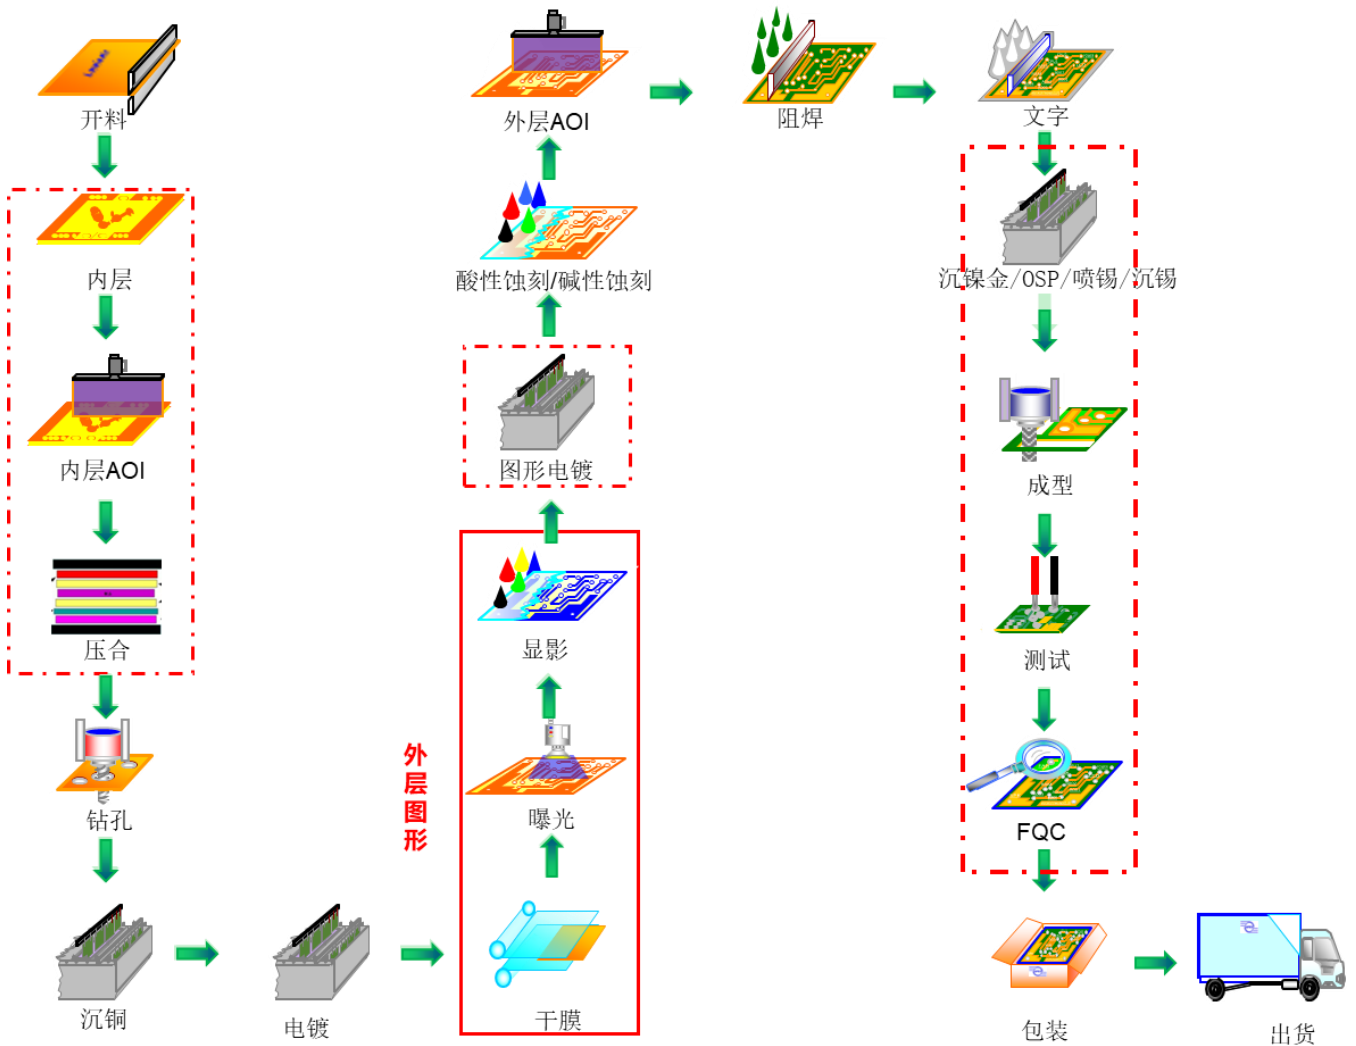 开料
内层
内层AOI
压合
钻孔
沉铜
电镀
外层图形
干膜
曝光
显影
图形电镀
酸性蚀刻/碱性蚀刻
外层AOI
阻焊
文字
沉镍金/OSP/喷锡/沉锡
成型
测试
FQC
包装
出货